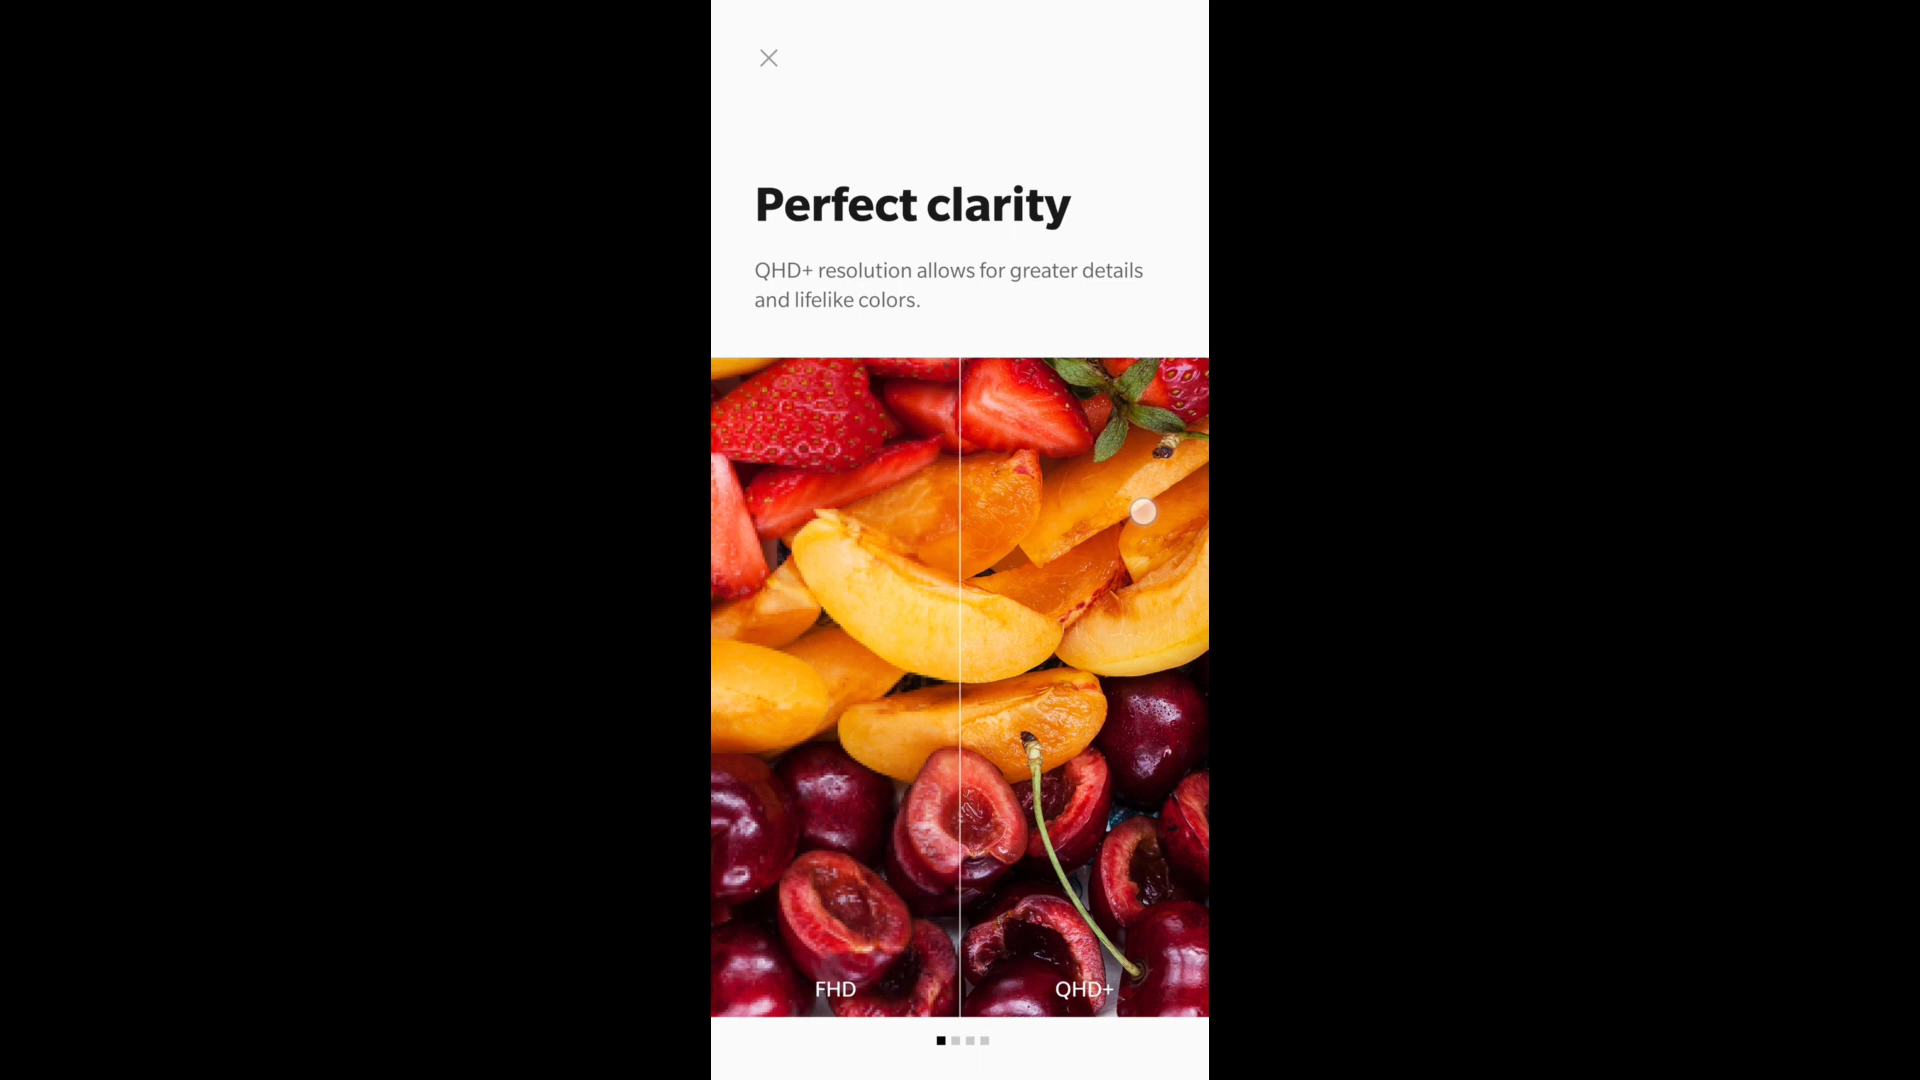 Perfect clarity
QHD+ resolution allows for greater details
and lifelike colors.
FHD
QHD+